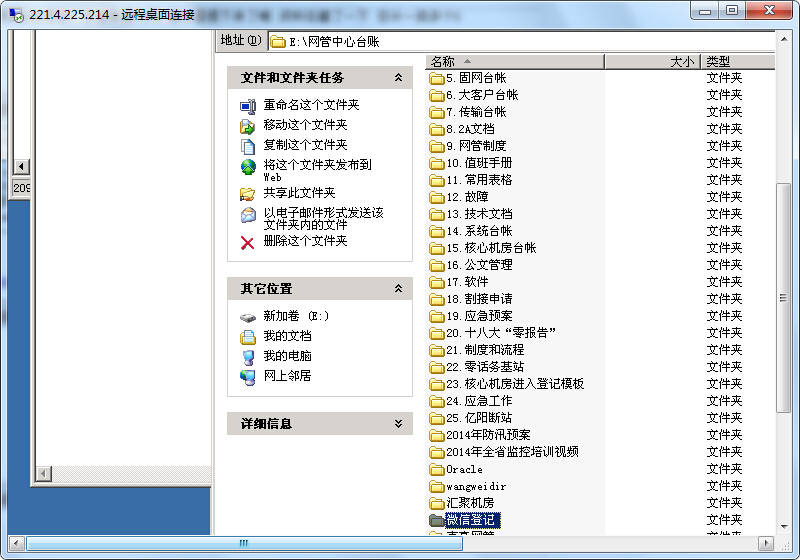 221.4.225.214 - 远程桌面连接
地址(D) E:\网管中心台账
文件和文件夹任务
重命名这个文件夹
移动这个文件夹
复制这个文件夹
将这个文件夹发布到
Web
共享此文件夹
以电子邮件形式发送该
文件夹内的文件
删除这个文件夹
其它位置
新加卷 (E:)
我的文档
我的电脑
网上邻居
详细信息
209
名称 大小 类型
5.固网台帐 文件夹
6.大客户台帐 文件夹
7.传输台帐 文件夹
8.2A文档 文件夹
9.网管制度 文件夹
10.值班手册 文件夹
11.常用表格 文件夹
12.故障 文件夹
13.技术文档 文件夹
14.系统台帐 文件夹
15.核心机房台帐 文件夹
16.公文管理 文件夹
17.软件 文件夹
18.割接申请 文件夹
19.应急预案 文件夹
20.十八大“零报告” 文件夹
21.制度和流程 文件夹
22.零话务基站 文件夹
23.核心机房进入登记模板 文件夹
24.应急工作 文件夹
25.亿阳断站 文件夹
2014年防汛预案 文件夹
2014年全省监控培训视频 文件夹
Oracle 文件夹
wangweidir 文件夹
汇聚机房 文件夹
微信登记 文件夹